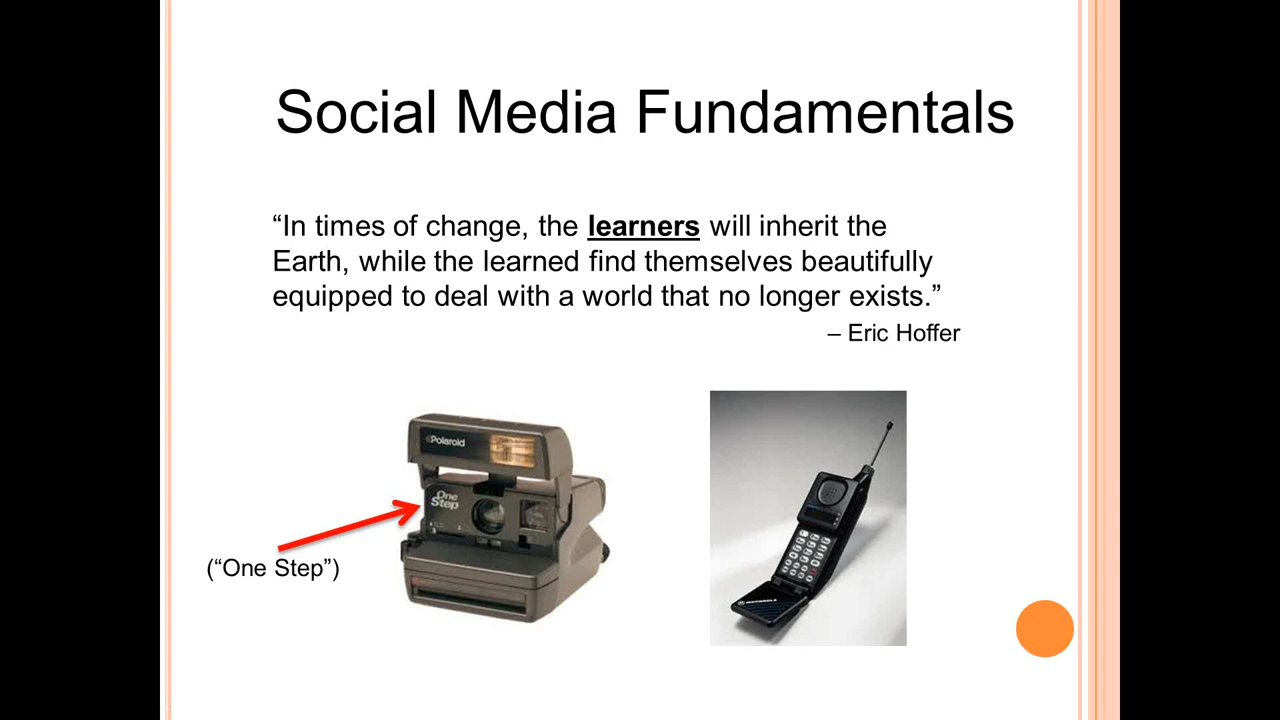 Social Media Fundamentals
“In times of change, the learners will inherit the
Earth, while the learned find themselves beautifully
equipped to deal with a world that no longer exists.”
– Eric Hoffer
Polaroid
One
Step
(“One Step”)
MOTOROLA